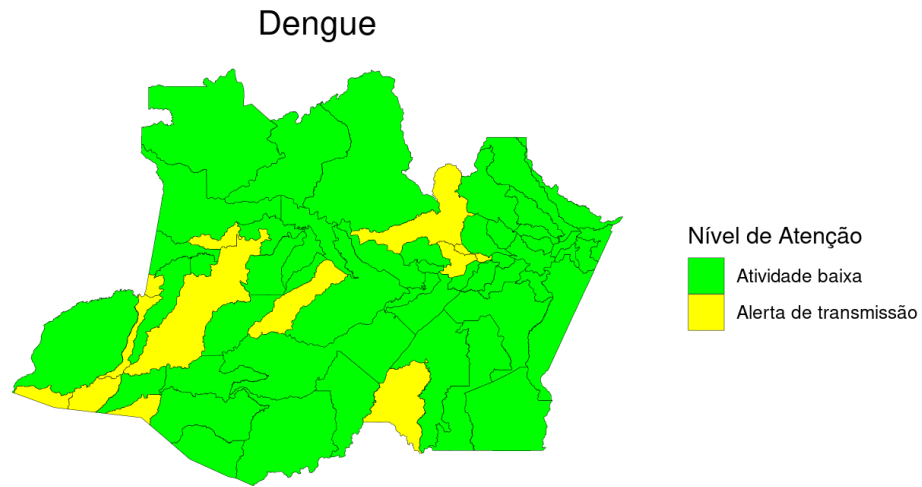 Dengue
Nível de Atenção
Atividade baixa
Alerta de transmissão